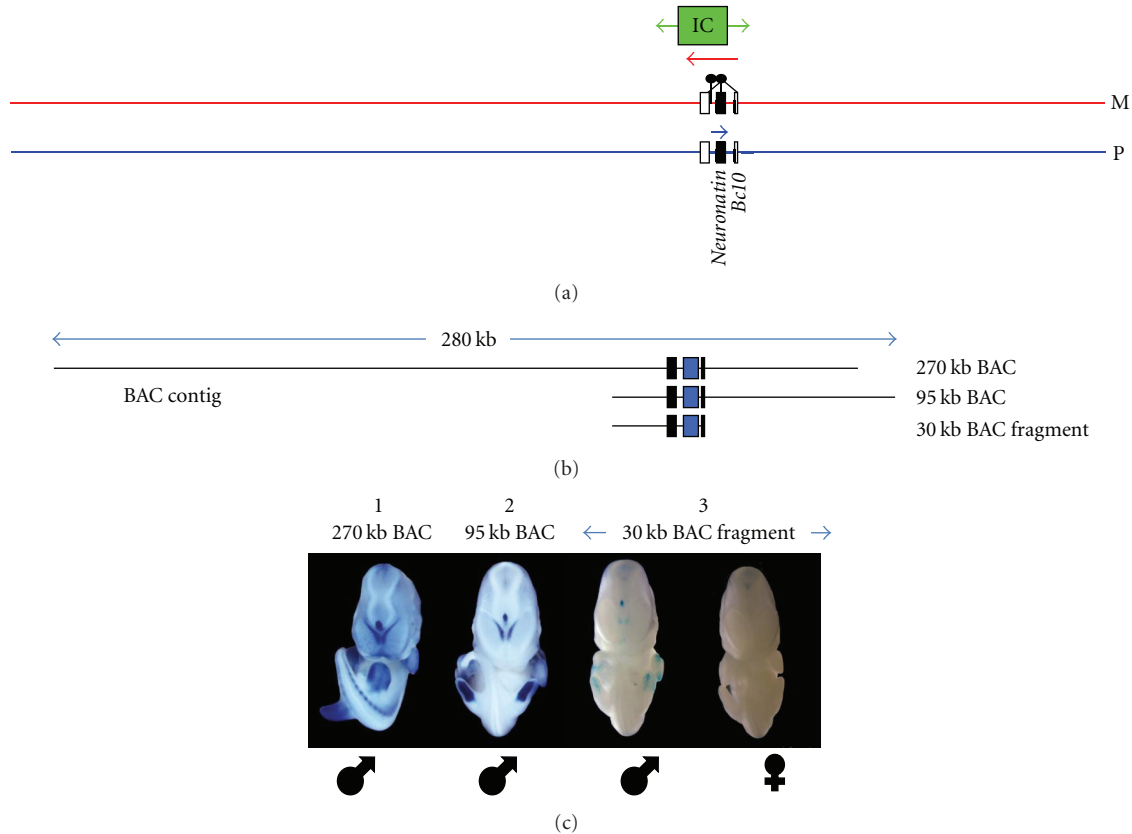 IC
M
P
Neuronatin
Bc10
(a)
280 kb
270 kb BAC
BAC contig
95 kb BAC
30 kb BAC fragment
(b)
1 2 3
270 kb BAC 95 kb BAC 30 kb BAC fragment
(c)